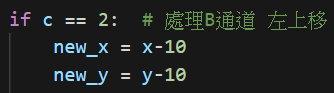 if c == 2:  # 處理B通道 左上移
    new_x = x-10
    new_y = y-10